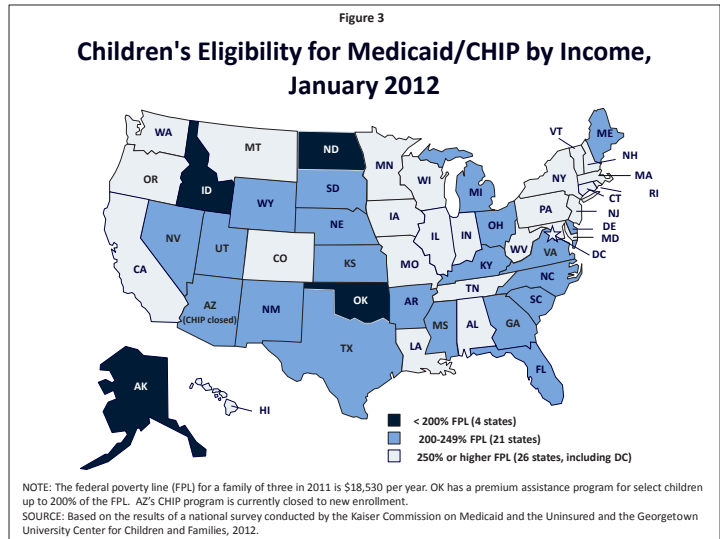 Figure 3
Children's Eligibility for Medicaid/CHIP by Income,
January 2012
WA
MT
ND
MN
VT
ME
OR
ID
SD
WI
MI
NY
NH
MA
WY
IA
PA
CT
RI
NV
NE
IL
IN
OH
NJ
UT
CO
WV
DE
MD
CA
KS
MO
KY
VA
DC
AZ
(CHIP closed)
NM
OK
AR
TN
NC
SC
TX
LA
MS
AL
GA
FL
AK
HI
< 200% FPL (4 states)
200-249% FPL (21 states)
250% or higher FPL (26 states, including DC)
NOTE: The federal poverty line (FPL) for a family of three in 2011 is $18,530 per year. OK has a premium assistance program for select children
up to 200% of the FPL. AZ's CHIP program is currently closed to new enrollment.
SOURCE: Based on the results of a national survey conducted by the Kaiser Commission on Medicaid and the Uninsured and the Georgetown
University Center for Children and Families, 2012.